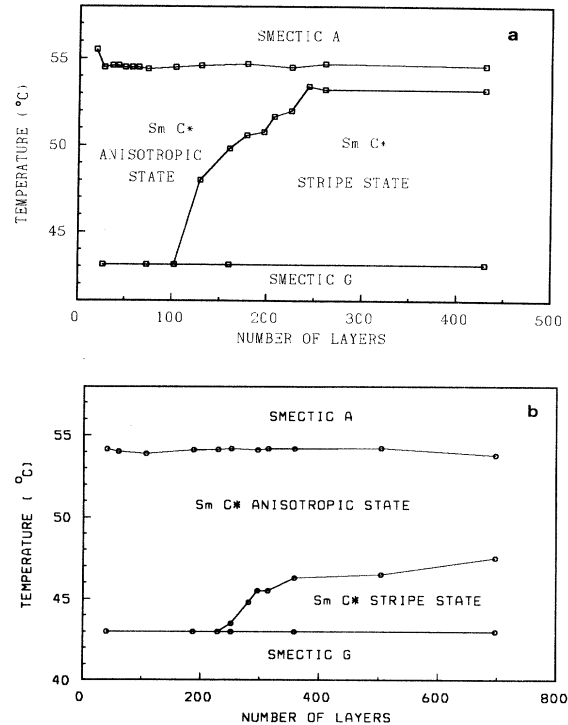 a
SMECTIC A
Sm C*
ANISOTROPIC
STATE
Sm C*
STRIPE STATE
SMECTIC G
TEMPERATURE (°C)
55
50
45
0 100 200 300 400 500
NUMBER OF LAYERS
b
SMECTIC A
Sm C* ANISOTROPIC STATE
Sm C* STRIPE STATE
SMECTIC G
TEMPERATURE (°C)
55
50
45
40
0 200 400 600 800
NUMBER OF LAYERS